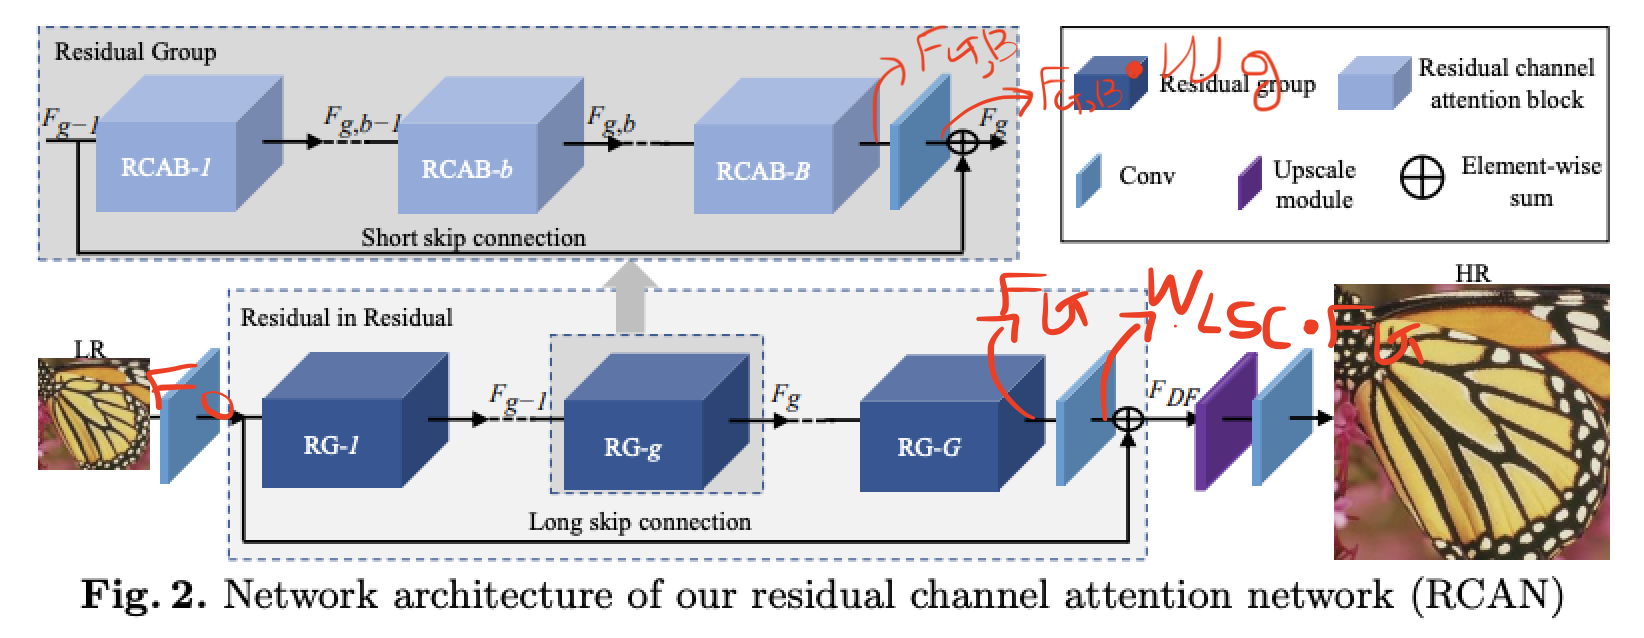 Residual Group
F_{G,B}
F_{g-1}
RCAB-1
F_{g,b-1}
RCAB-b
F_{g,b}
RCAB-B
F_g
F_{G,B} • W_g
Residual group
Residual channel
attention block
Conv
Upscale
module
Element-wise
sum
Short skip connection
LR
F_0
Residual in Residual
RG-1
F_{g-1}
RG-g
F_g
RG-G
F_G
W_{LSC} • F_G
F_{DF}
HR
Long skip connection
Fig. 2. Network architecture of our residual channel attention network (RCAN)